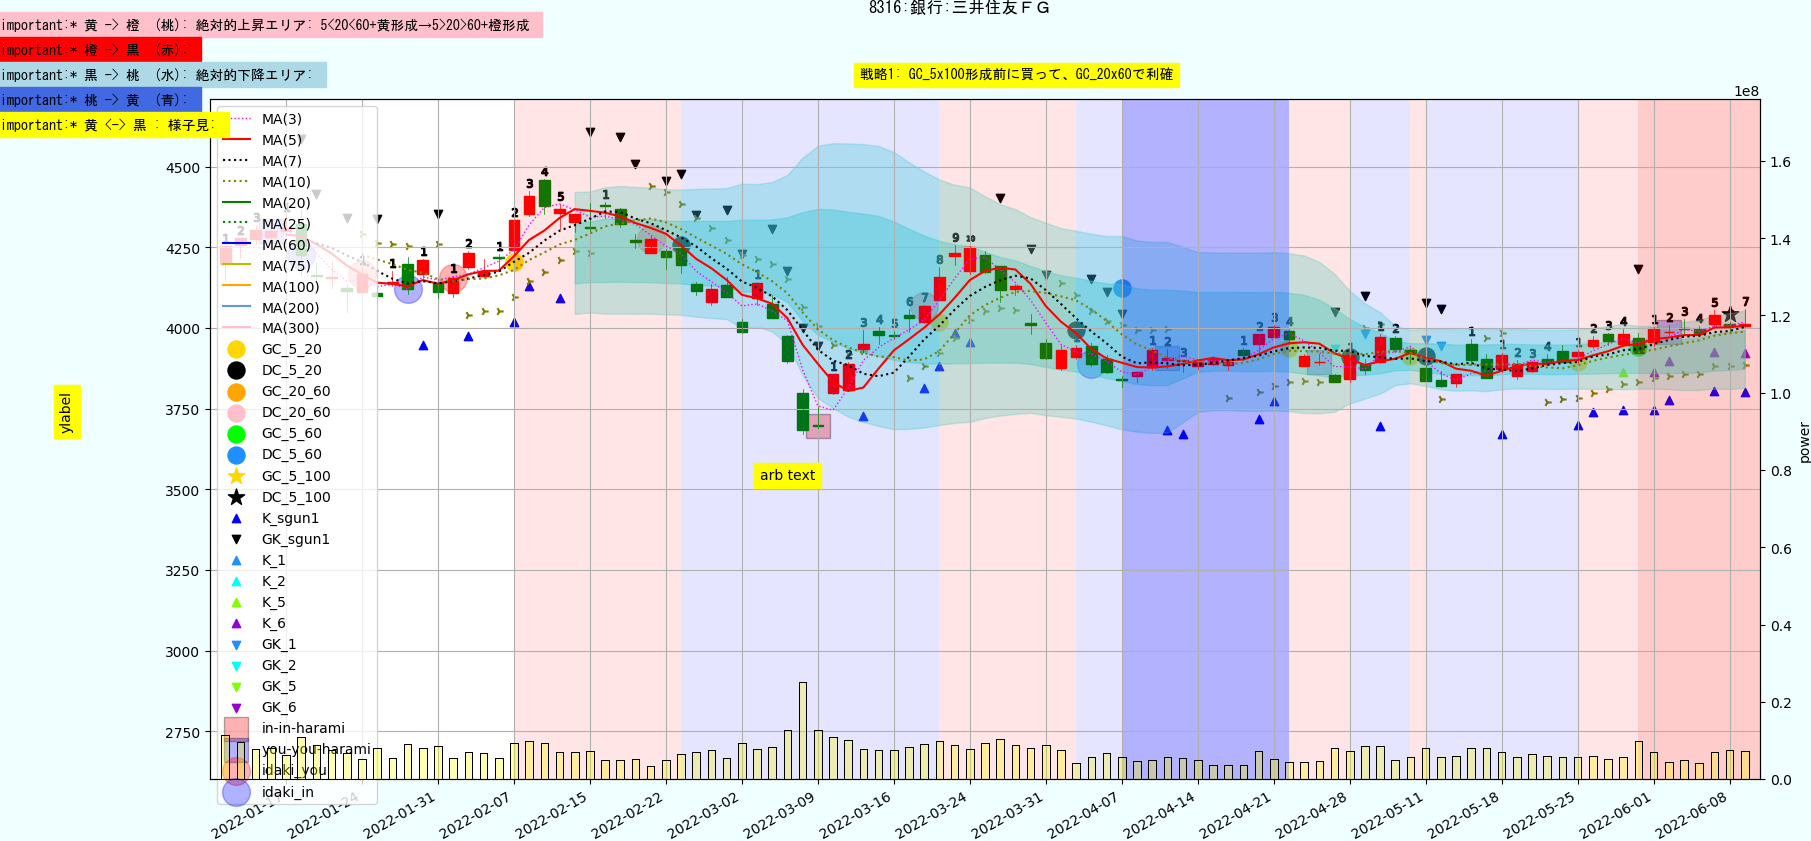 8316:銀行:三井住友ＦＧ
important:* 黄 -> 橙 （桃）: 絶対的上昇エリア: 5<20<60+黄形成→5>20>60+橙形成
important:* 橙 -> 黒 （赤）:
important:* 黒 -> 桃 （水）: 絶対的下降エリア:
important:* 桃 -> 黄 （青）:
important:* 黄 <-> 黒 : 様子見:
戦略1: GC_5x100形成前に買って、GC_20x60で利確
1e8
MA(3)
MA(5)
MA(7)
MA(10)
MA(20)
MA(25)
MA(60)
MA(75)
MA(100)
MA(200)
MA(300)
GC_5_20
DC_5_20
GC_20_60
DC_20_60
GC_5_60
DC_5_60
GC_5_100
DC_5_100
K_sgun1
GK_sgun1
K_1
K_2
K_5
K_6
GK_1
GK_2
GK_5
GK_6
in-in-harami
you-you-harami
idaki_you
idaki_in
4500
4250
4000
3750
3500
3250
3000
2750
ylabel
arb text
1.6
1.4
1.2
1.0
0.8
0.6
0.4
0.2
0.0
power
2022-01-17
2022-01-24
2022-01-31
2022-02-07
2022-02-15
2022-02-22
2022-03-02
2022-03-09
2022-03-16
2022-03-24
2022-03-31
2022-04-07
2022-04-14
2022-04-21
2022-04-28
2022-05-11
2022-05-18
2022-05-25
2022-06-01
2022-06-08